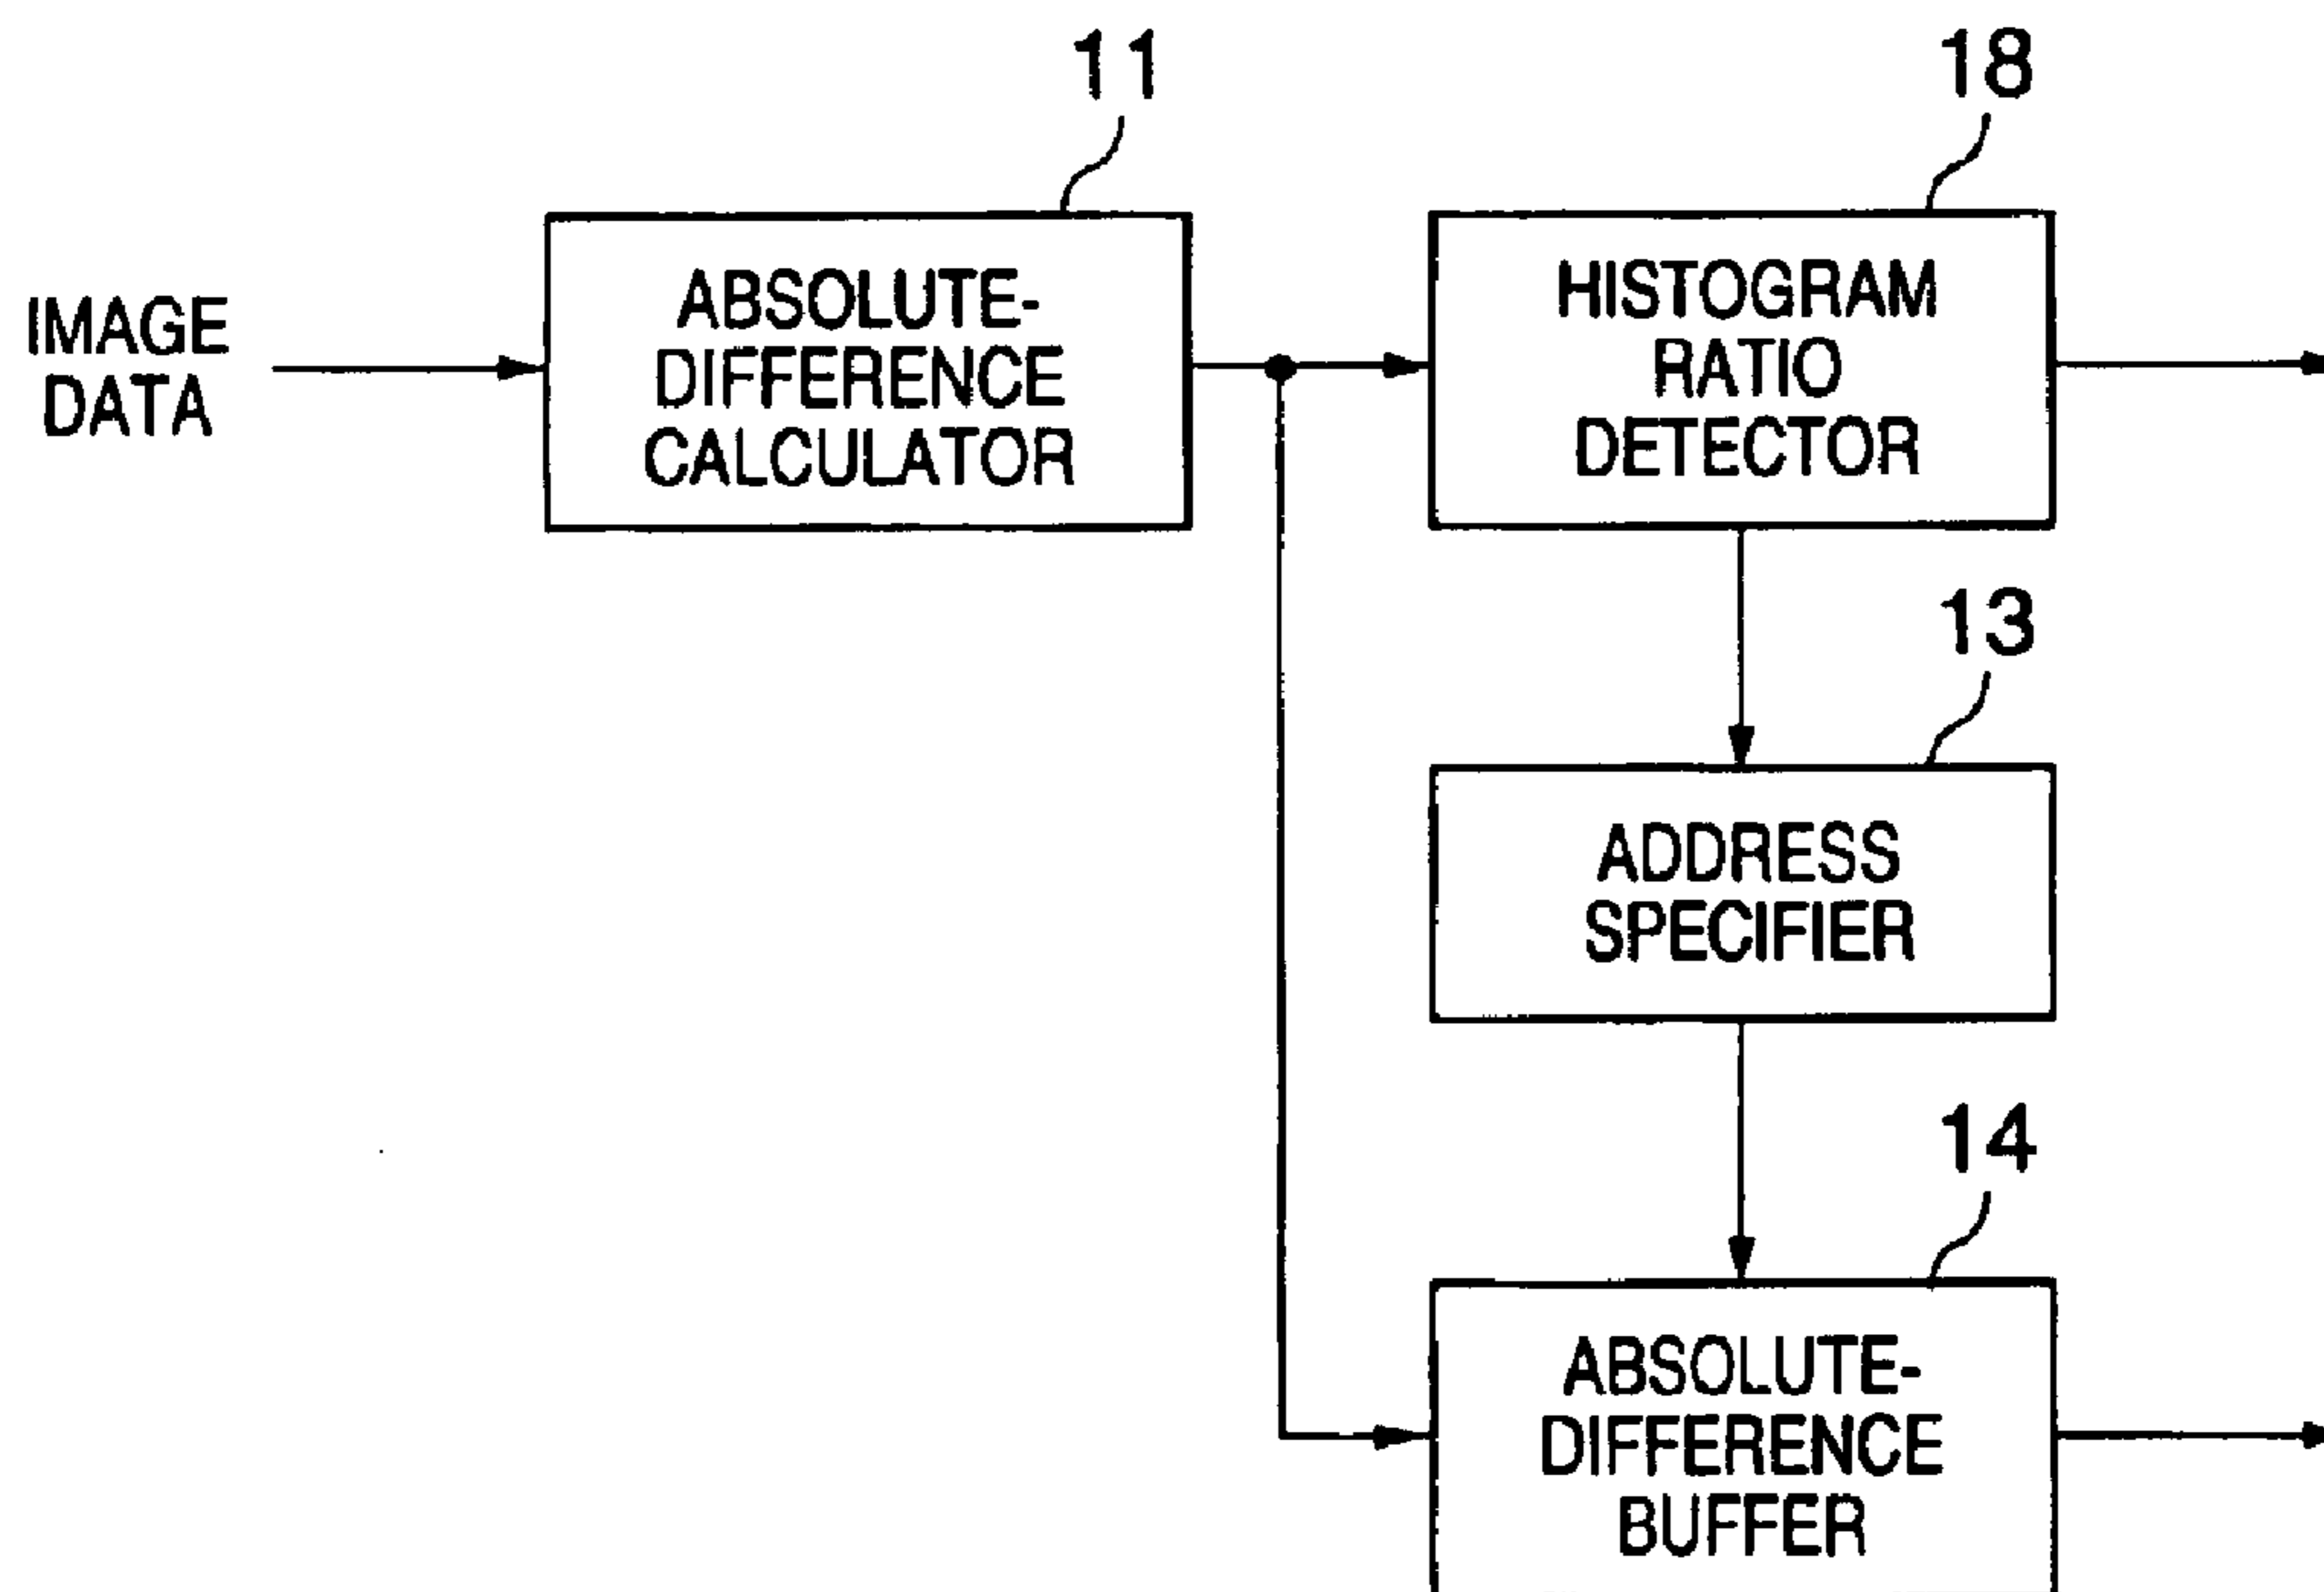 11
18
IMAGE
DATA
ABSOLUTE-
DIFFERENCE
CALCULATOR
HISTOGRAM
RATIO
DETECTOR
13
ADDRESS
SPECIFIER
14
ABSOLUTE-
DIFFERENCE
BUFFER